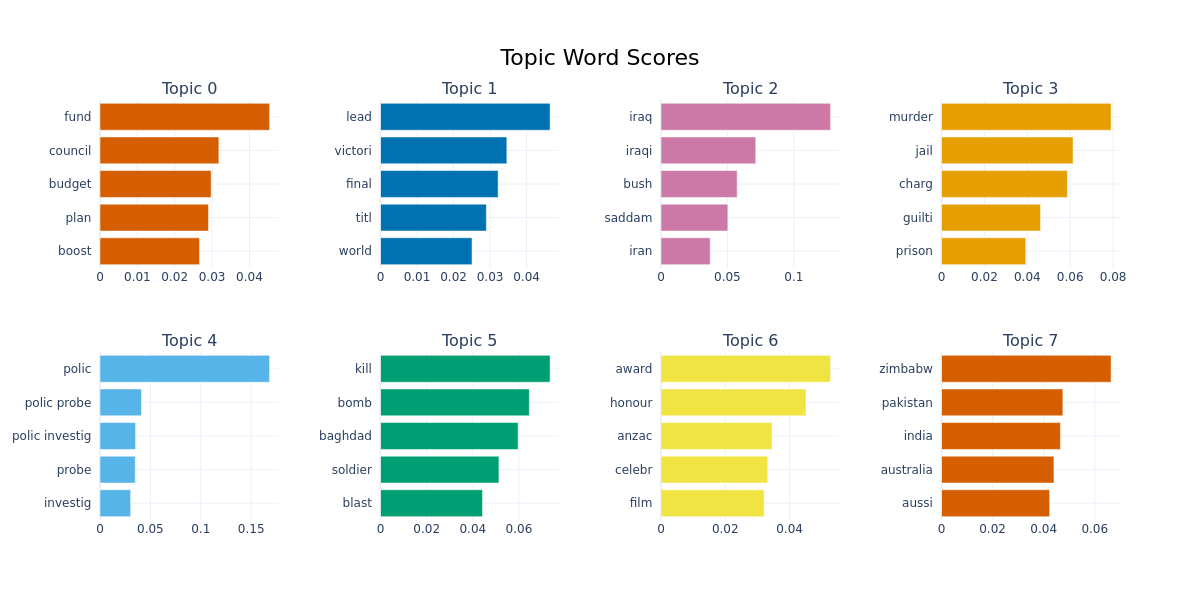 Topic Word Scores
Topic 0
fund
council
budget
plan
boost
0 0.01 0.02 0.03 0.04
Topic 1
lead
victori
final
titl
world
0 0.01 0.02 0.03 0.04
Topic 2
iraq
iraqi
bush
saddam
iran
0 0.05 0.1
Topic 3
murder
jail
charg
guilti
prison
0 0.02 0.04 0.06 0.08
Topic 4
polic
polic probe
polic investig
probe
investig
0 0.05 0.1 0.15
Topic 5
kill
bomb
baghdad
soldier
blast
0 0.02 0.04 0.06
Topic 6
award
honour
anzac
celebr
film
0 0.02 0.04
Topic 7
zimbabw
pakistan
india
australia
aussi
0 0.02 0.04 0.06